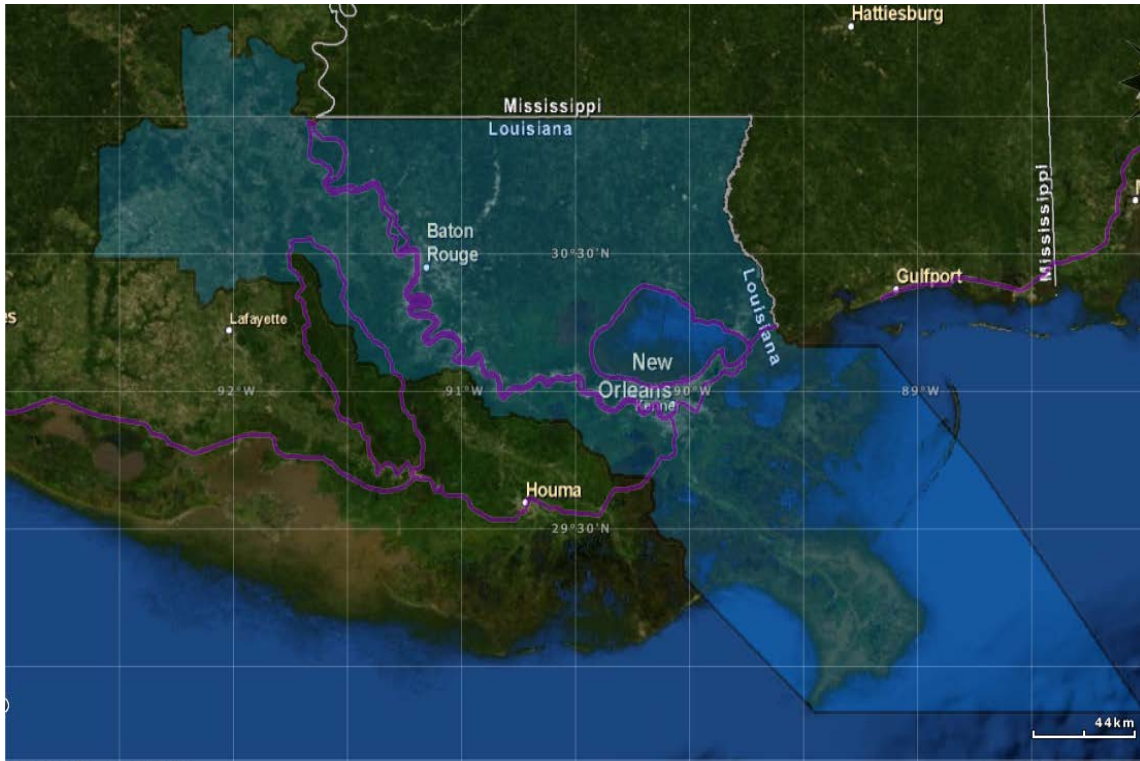 Hattiesburg
Mississippi
Louisiana
Mississippi
Baton
Rouge
30°30'N
Louisiana
Gulfport
Lafayette
New
Orleans
92°W
91°W
90°W
89°W
Houma
29°30'N
44km